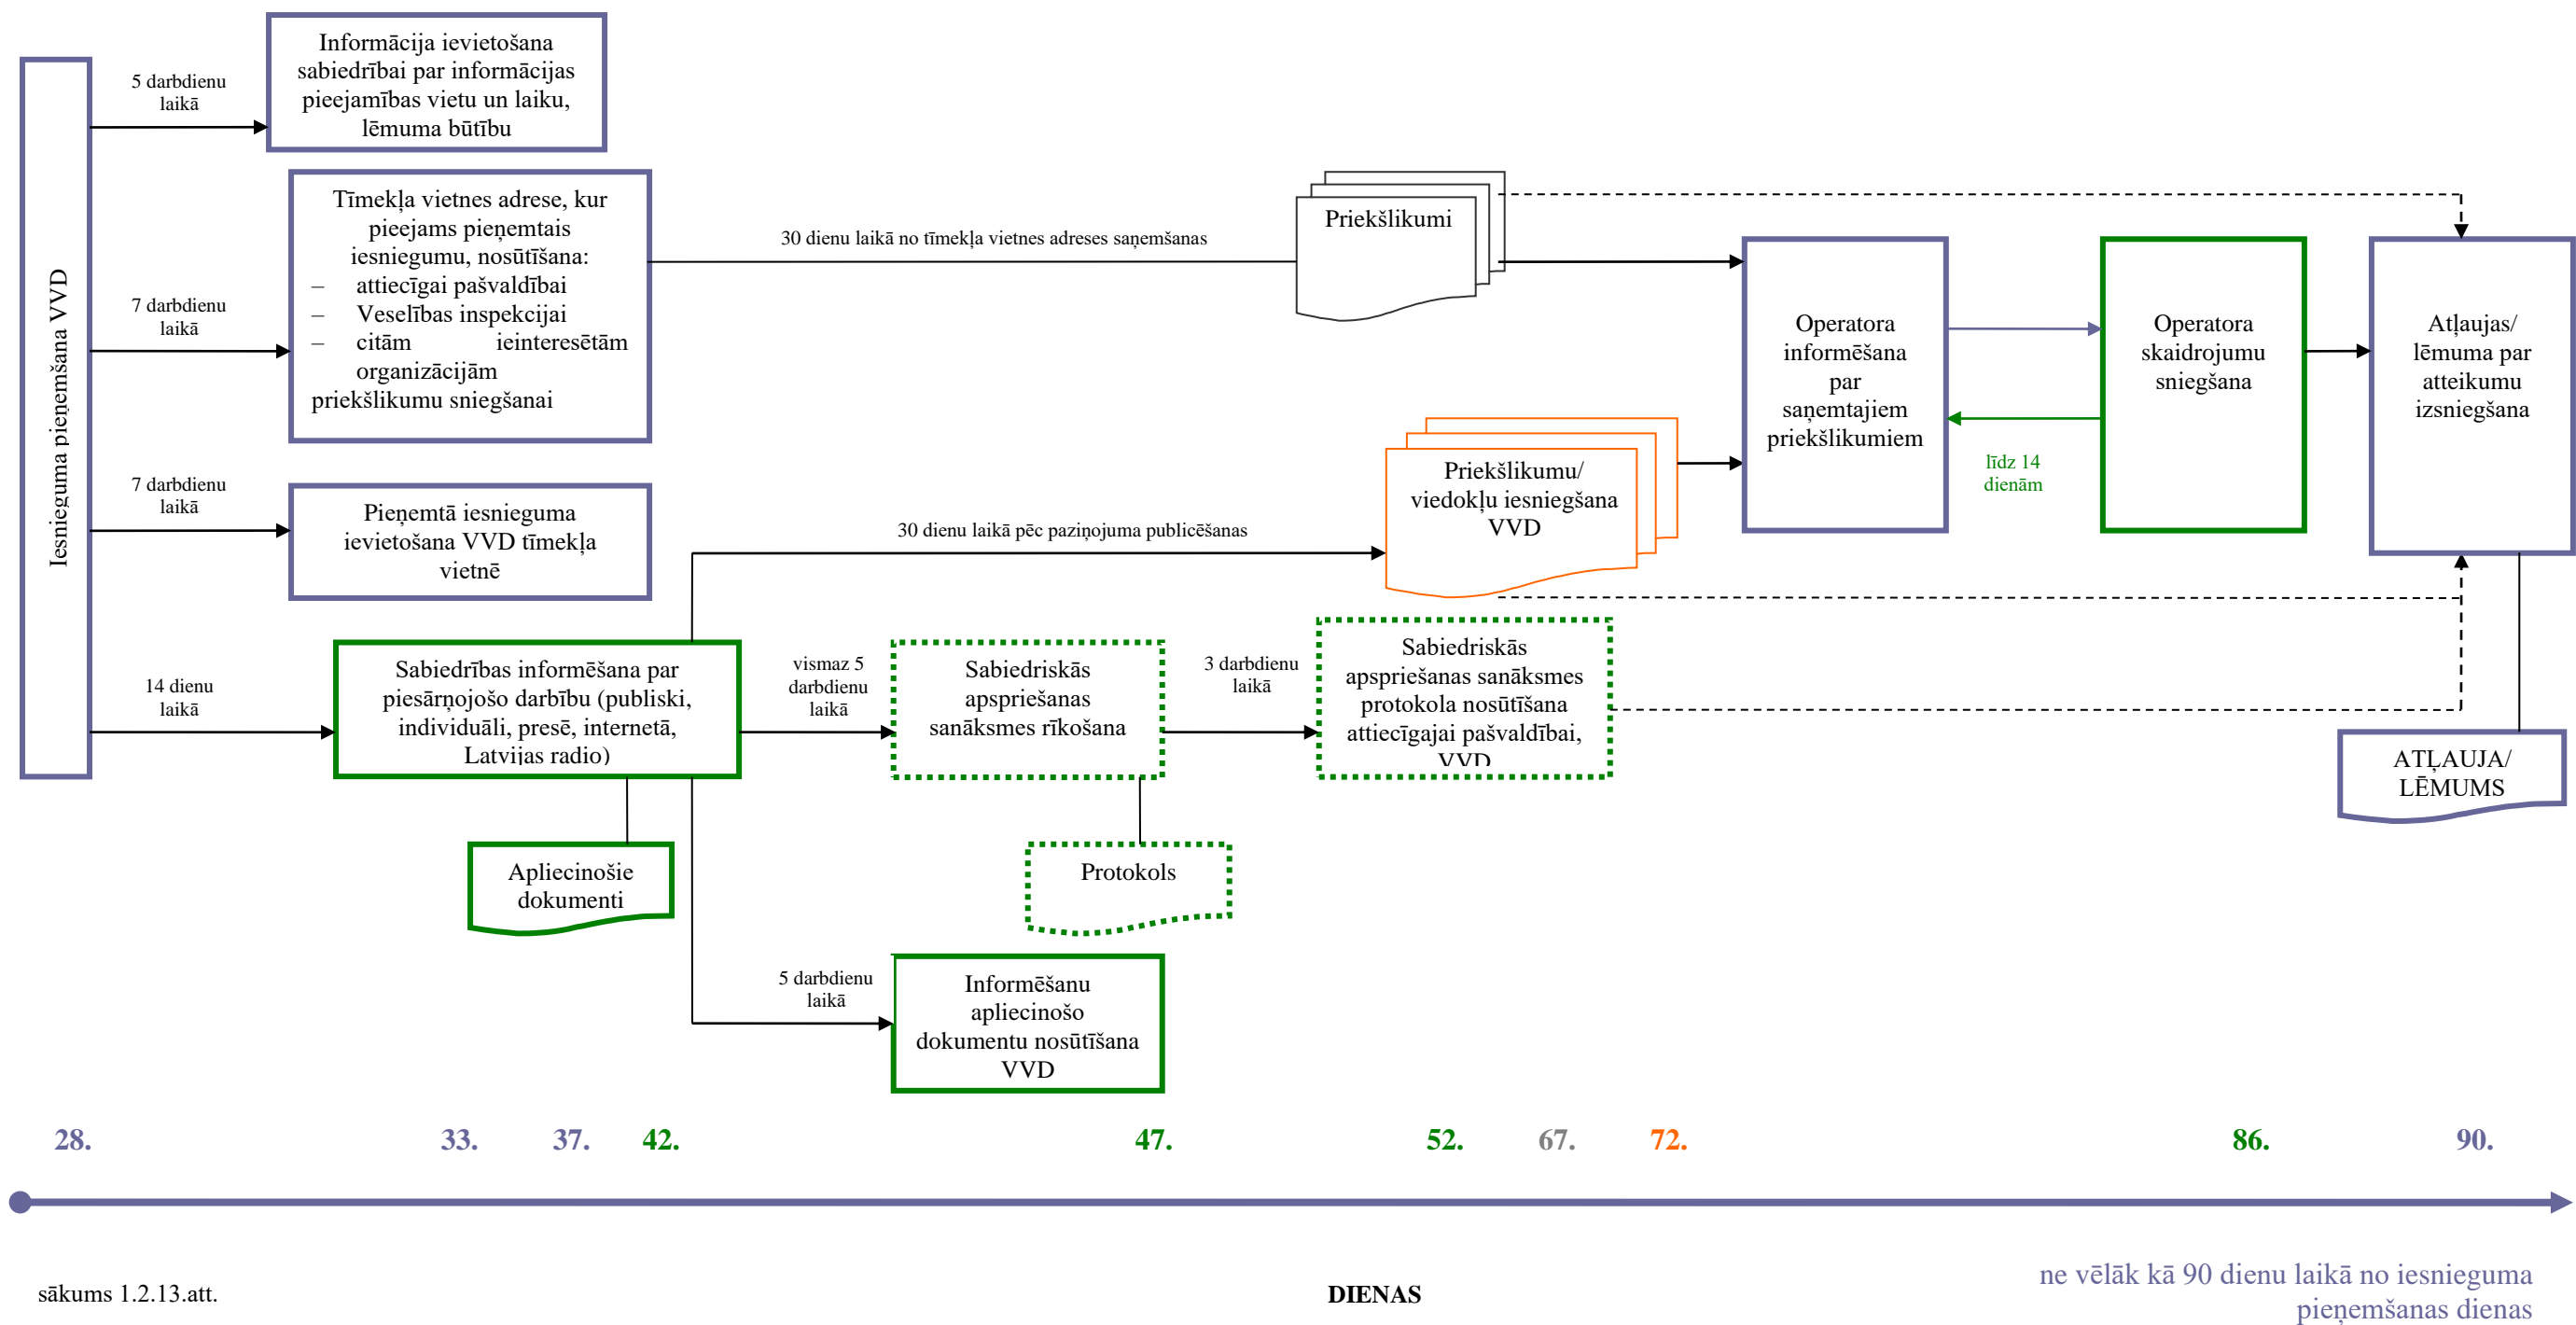 Iesnieguma pieņemšana VVD
5 darbdienu
laikā
Informācija ievietošana
sabiedrībai par informācijas
pieejamības vietu un laiku,
lēmuma būtību
7 darbdienu
laikā
Tīmekļa vietnes adrese, kur
pieejams pieņemtais
iesniegumu, nosūtīšana:
– attiecīgai pašvaldībai
– Veselības inspekcijai
– citām ieinteresētām
organizācijām
priekšlikumu sniegšanai
30 dienu laikā no tīmekļa vietnes adreses saņemšanas
Priekšlikumi
Operatora
informēšana
par
saņemtajiem
priekšlikumiem
līdz 14
dienām
Operatora
skaidrojumu
sniegšana
Atļaujas/
lēmuma par
atteikumu
izsniegšana
7 darbdienu
laikā
Pieņemtā iesnieguma
ievietošana VVD tīmekļa
vietnē
30 dienu laikā pēc paziņojuma publicēšanas
Priekšlikumu/
viedokļu iesniegšana
VVD
14 dienu
laikā
Sabiedrības informēšana par
piesārņojošo darbību (publiski,
individuāli, presē, internetā,
Latvijas radio)
vismaz 5
darbdienu
laikā
Sabiedriskās
apspriešanas
sanāksmes rīkošana
3 darbdienu
laikā
Sabiedriskās
apspriešanas sanāksmes
protokola nosūtīšana
attiecīgajai pašvaldībai,
VVD
ATĻAUJA/
LĒMUMS
Apliecinošie
dokumenti
Protokols
5 darbdienu
laikā
Informēšanu
apliecinošo
dokumentu nosūtīšana
VVD
28. 33. 37. 42. 47. 52. 67. 72. 86. 90.
sākums 1.2.13.att.
DIENAS
ne vēlāk kā 90 dienu laikā no iesnieguma
pieņemšanas dienas